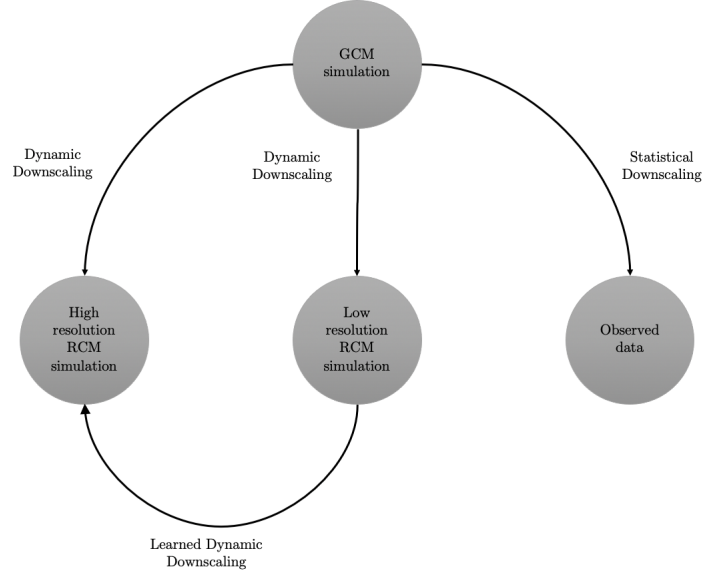 GCM
simulation
Dynamic
Downscaling
Dynamic
Downscaling
Statistical
Downscaling
High
resolution
RCM
simulation
Low
resolution
RCM
simulation
Observed
data
Learned Dynamic
Downscaling